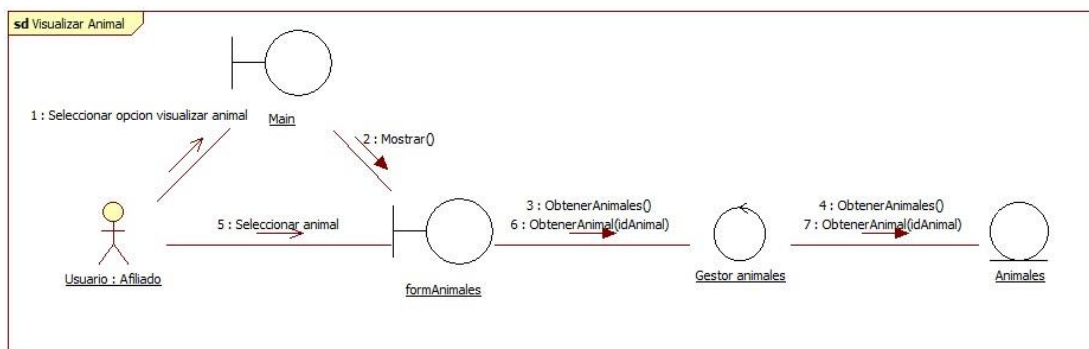 sd Visualizar Animal
1 : Seleccionar opcion visualizar animal
Main
2 : Mostrar()
3 : ObtenerAnimales()
6 : ObtenerAnimal(idAnimal)
4 : ObtenerAnimales()
7 : ObtenerAnimal(idAnimal)
5 : Seleccionar animal
Usuario : Afiliado
formAnimales
Gestor animales
Animales